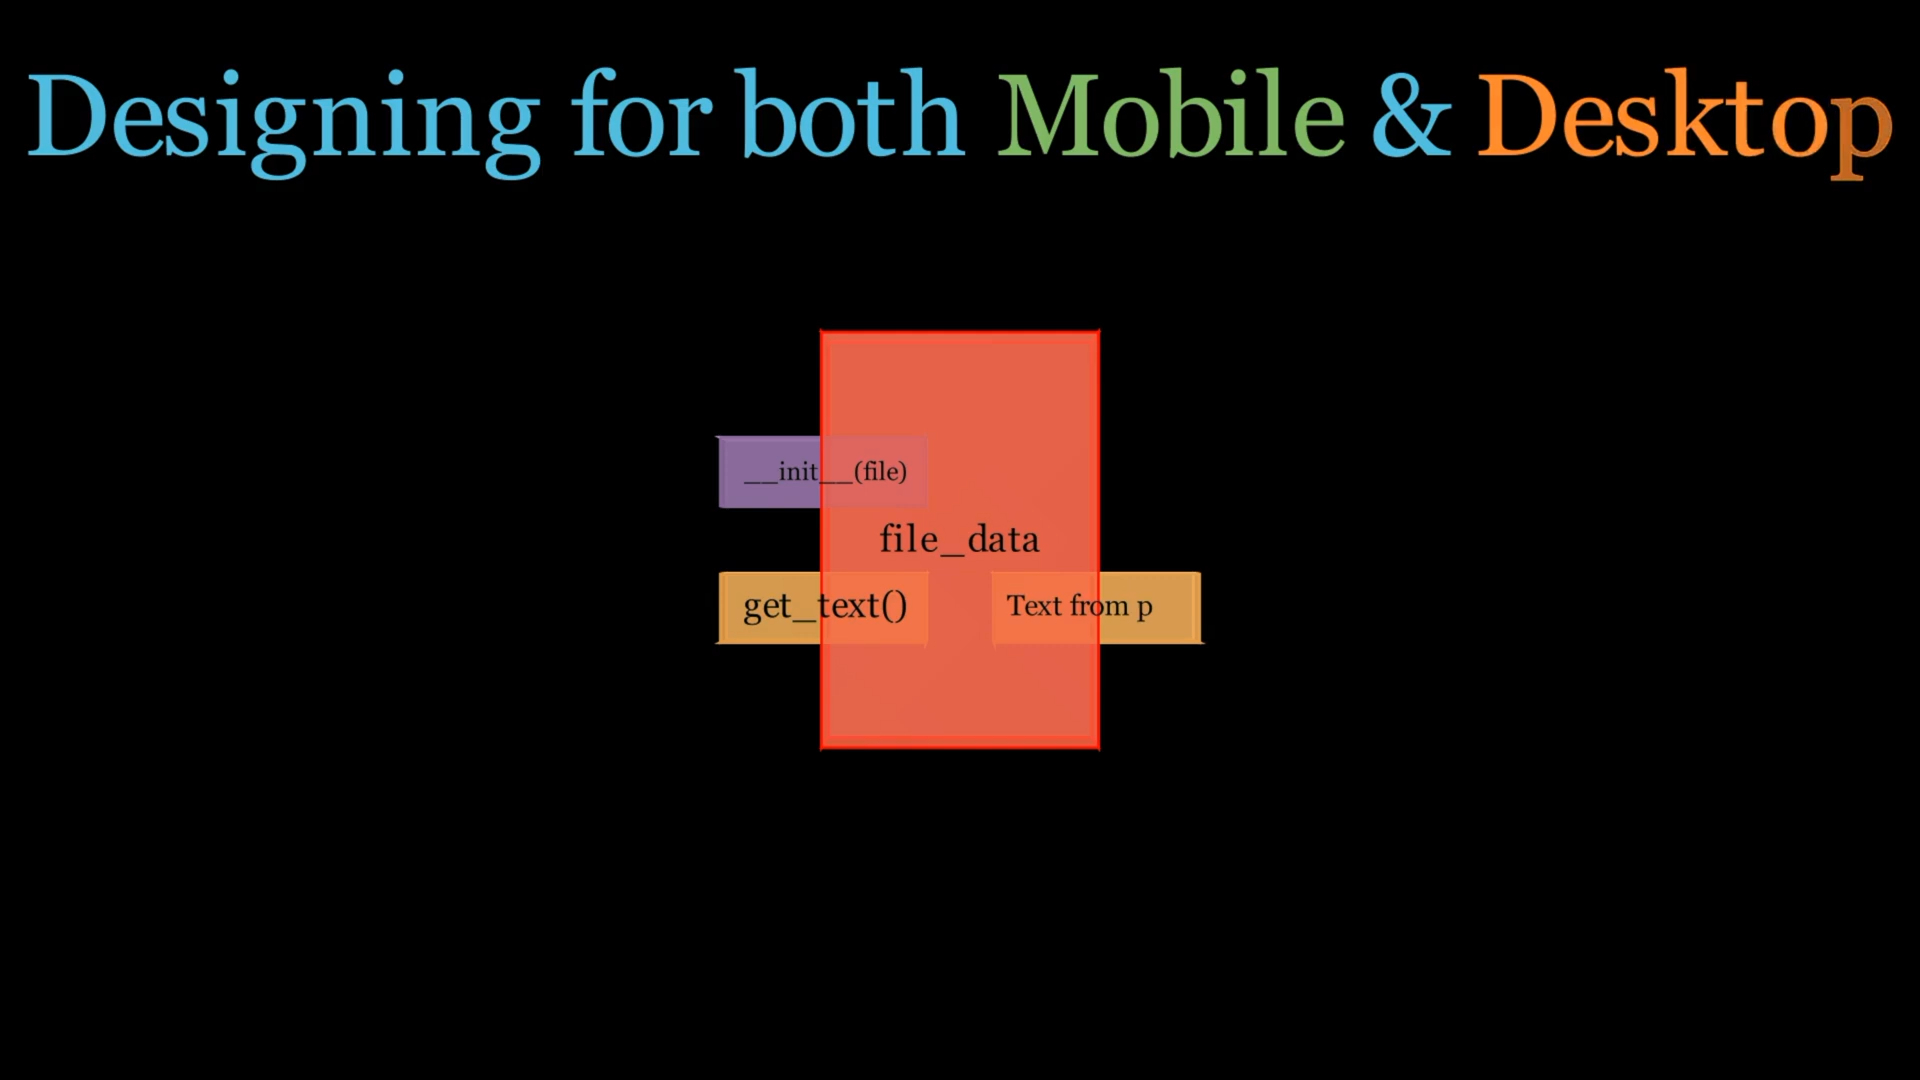 Designing for both Mobile & Desktop
__init__(file)
file_data
get_text()
Text from p